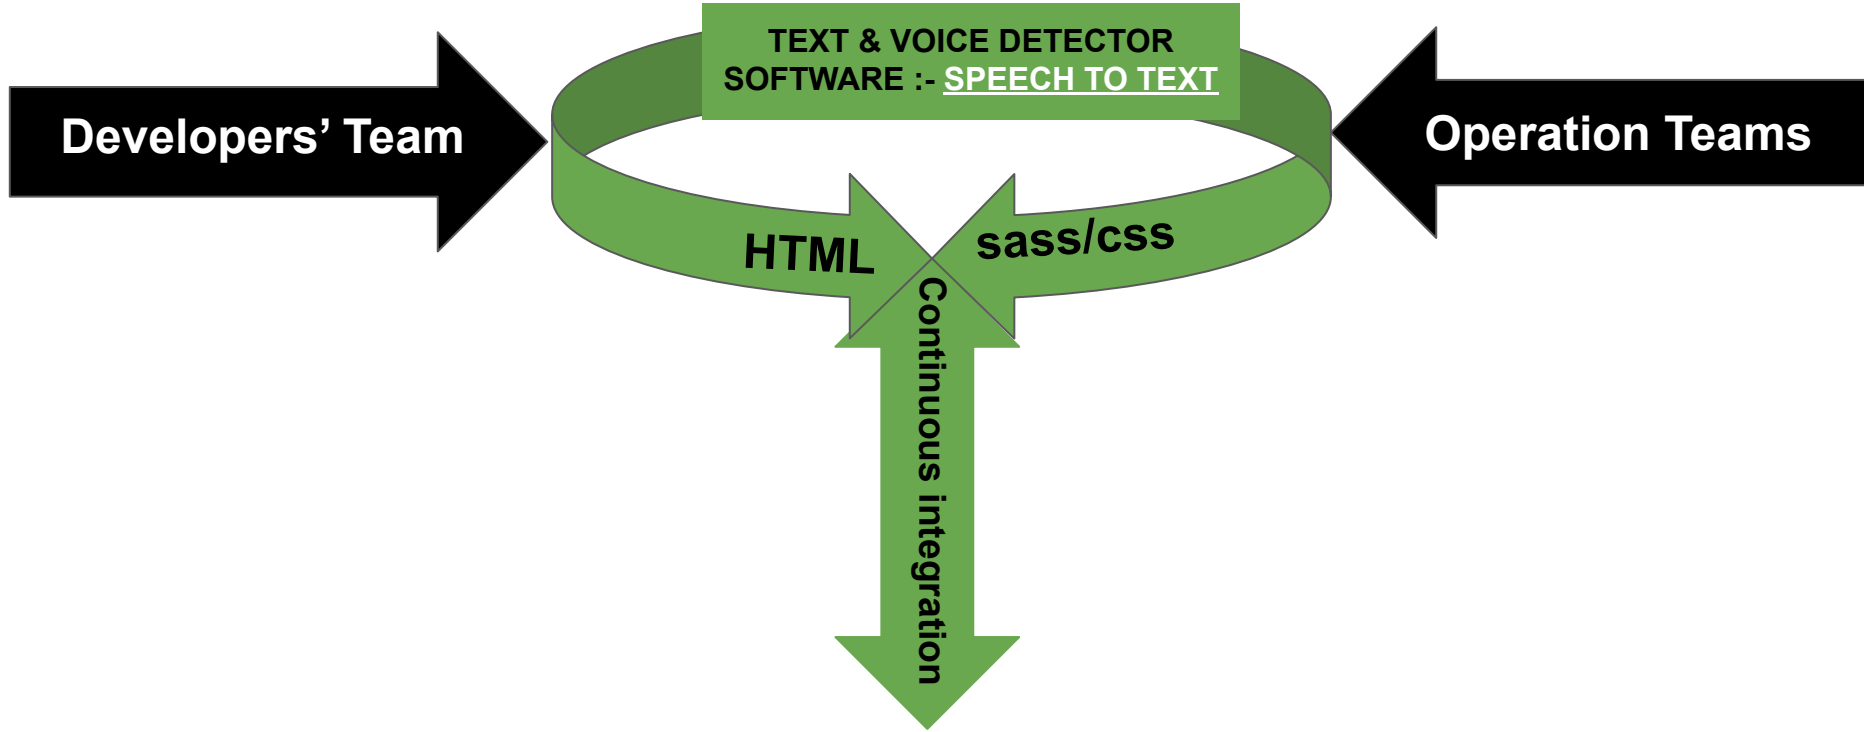 TEXT & VOICE DETECTOR
SOFTWARE :- SPEECH TO TEXT
Developers’ Team
Operation Teams
HTML
sass/css
Continuous integration